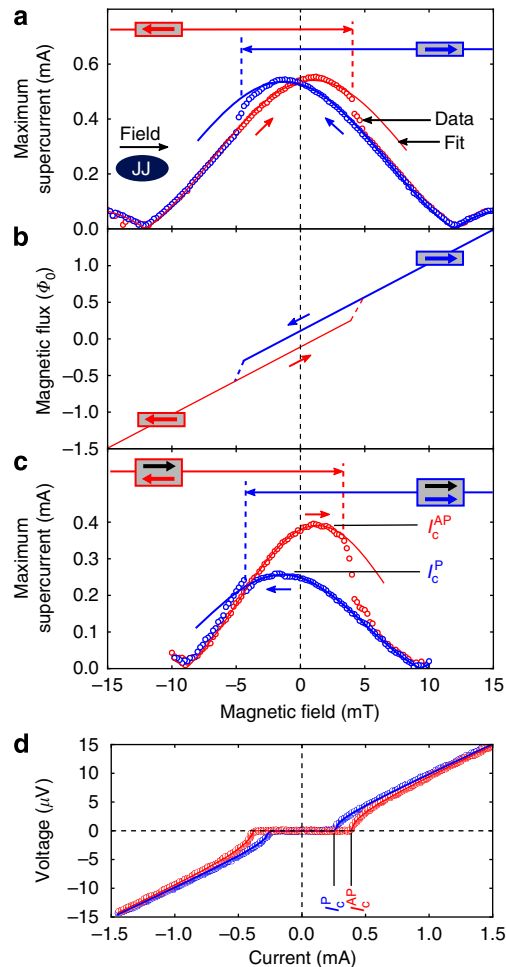 a
0.6
0.4
0.2
0.0
Maximum
supercurrent (mA)
Field
JJ
Data
Fit
b
1.0
0.5
0.0
−0.5
−1.0
−1.5
Magnetic flux (Φ0)
c
0.4
0.3
0.2
0.1
0.0
Maximum
supercurrent (mA)
IcAP
IcP
−15 −10 −5 0 5 10 15
Magnetic field (mT)
d
15
10
5
0
−5
−10
−15
Voltage (μV)
IcP
IcAP
−1.5 −1.0 −0.5 0.0 0.5 1.0 1.5
Current (mA)